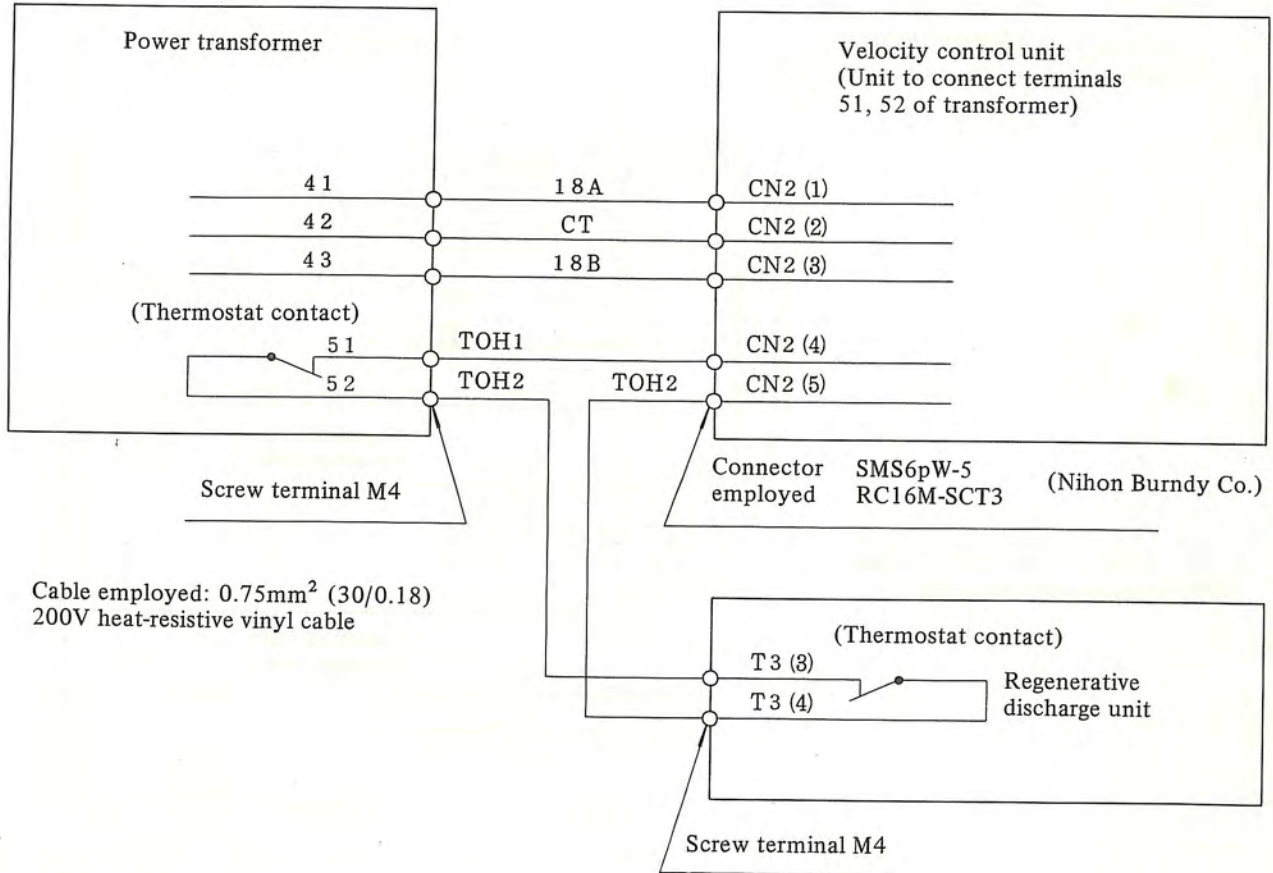 Power transformer
Velocity control unit
(Unit to connect terminals
51, 52 of transformer)
41 18A CN2 (1)
42 CT CN2 (2)
43 18B CN2 (3)
(Thermostat contact)
51 TOH1 CN2 (4)
52 TOH2 TOH2 CN2 (5)
Screw terminal M4
Connector SMS6pW-5
employed RC16M-SCT3
(Nihon Burndy Co.)
Cable employed: 0.75mm² (30/0.18)
200V heat-resistive vinyl cable
(Thermostat contact)
T3 (3)
T3 (4)
Regenerative
discharge unit
Screw terminal M4